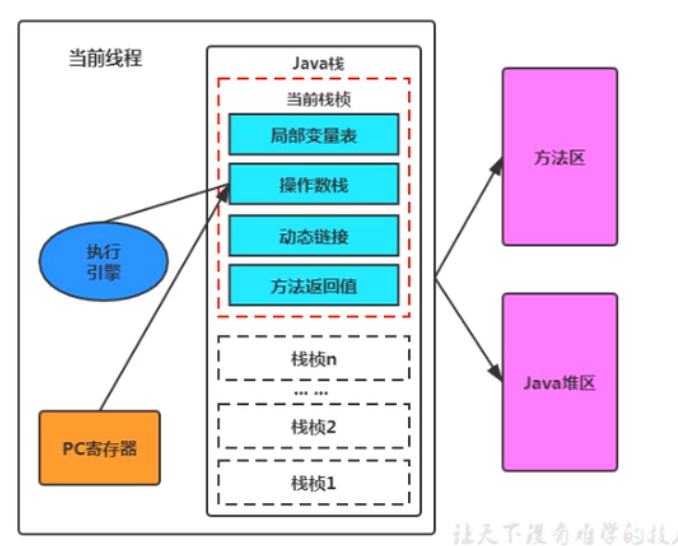 当前线程
Java栈
当前栈桢
局部变量表
操作数栈
动态链接
方法返回值
执行
引擎
PC寄存器
栈桢n
... ...
栈桢2
栈桢1
方法区
Java堆区
让天下没有难学的技